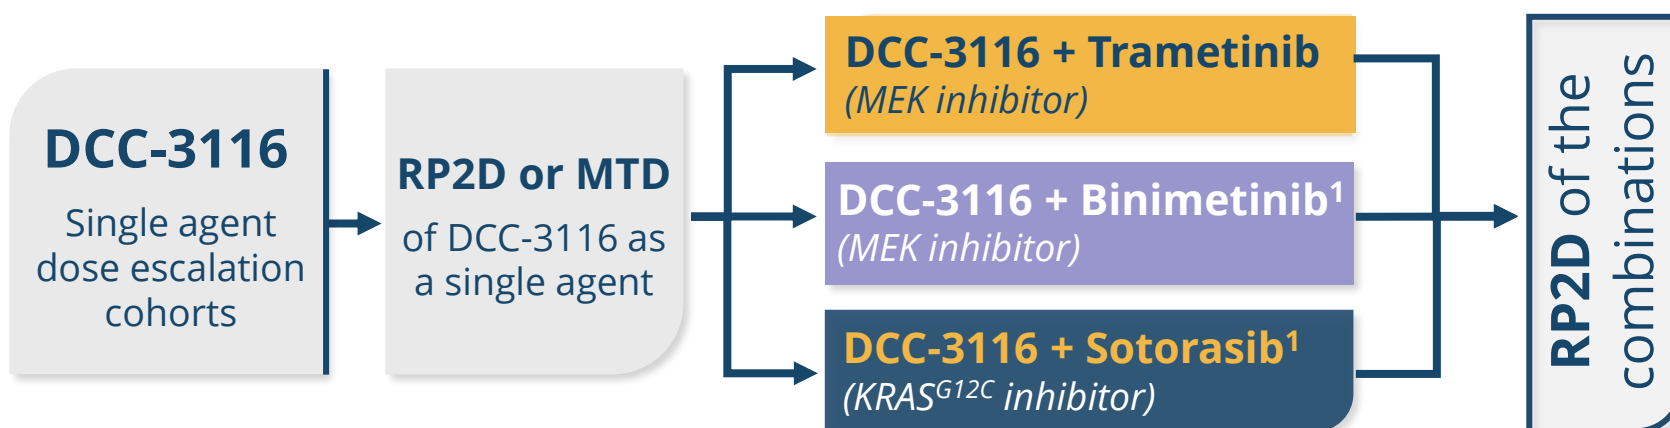 DCC-3116
Single agent
dose escalation
cohorts
RP2D or MTD
of DCC-3116 as
a single agent
DCC-3116 + Trametinib
(MEK inhibitor)
DCC-3116 + Binimetinib¹
(MEK inhibitor)
DCC-3116 + Sotorasib¹
(KRASᴳ¹²ᶜ inhibitor)
RP2D of the
combinations